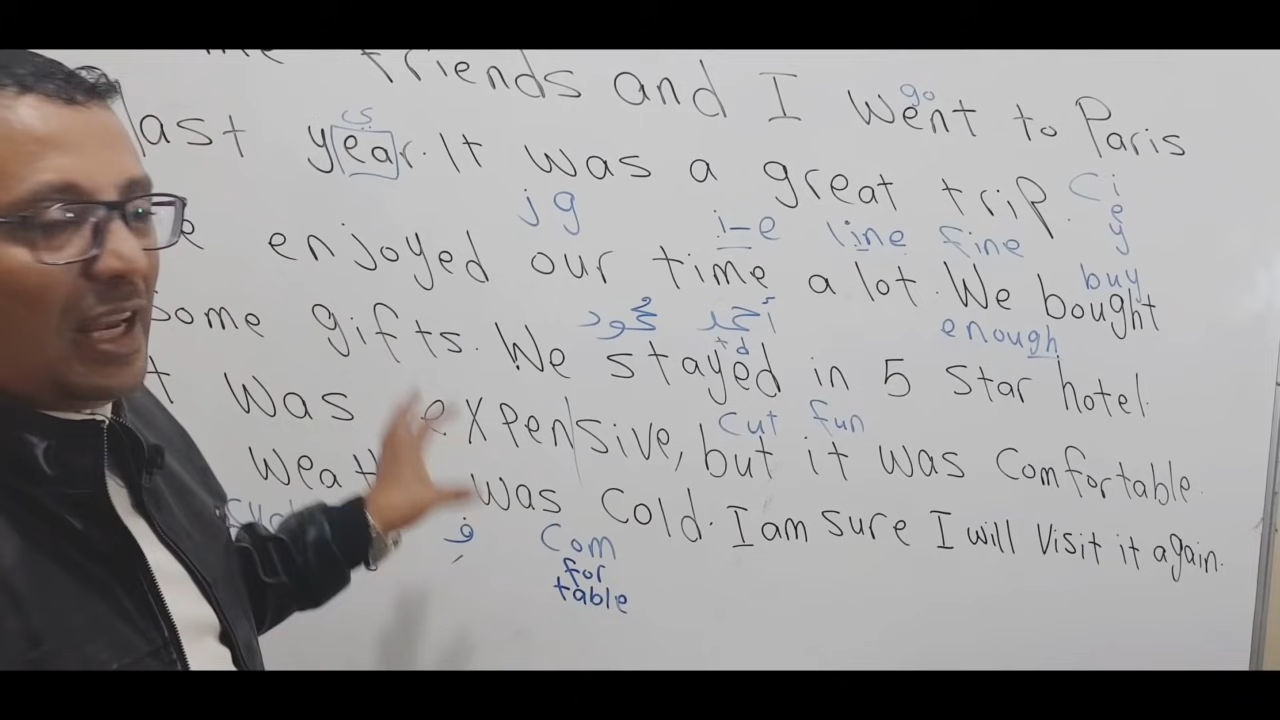 friends and I went to Paris
go
last year. It was a great trip.
ي
C i
e
y
j g
i-e line fine
enjoyed our time a lot. We bought
buy
some gifts. We stayed in 5 star hotel.
محمود أحمد
t d
enough
was expensive, but it was comfortable.
cut fun
was cold. I am sure I will visit it again.
فِ
Com
for
table